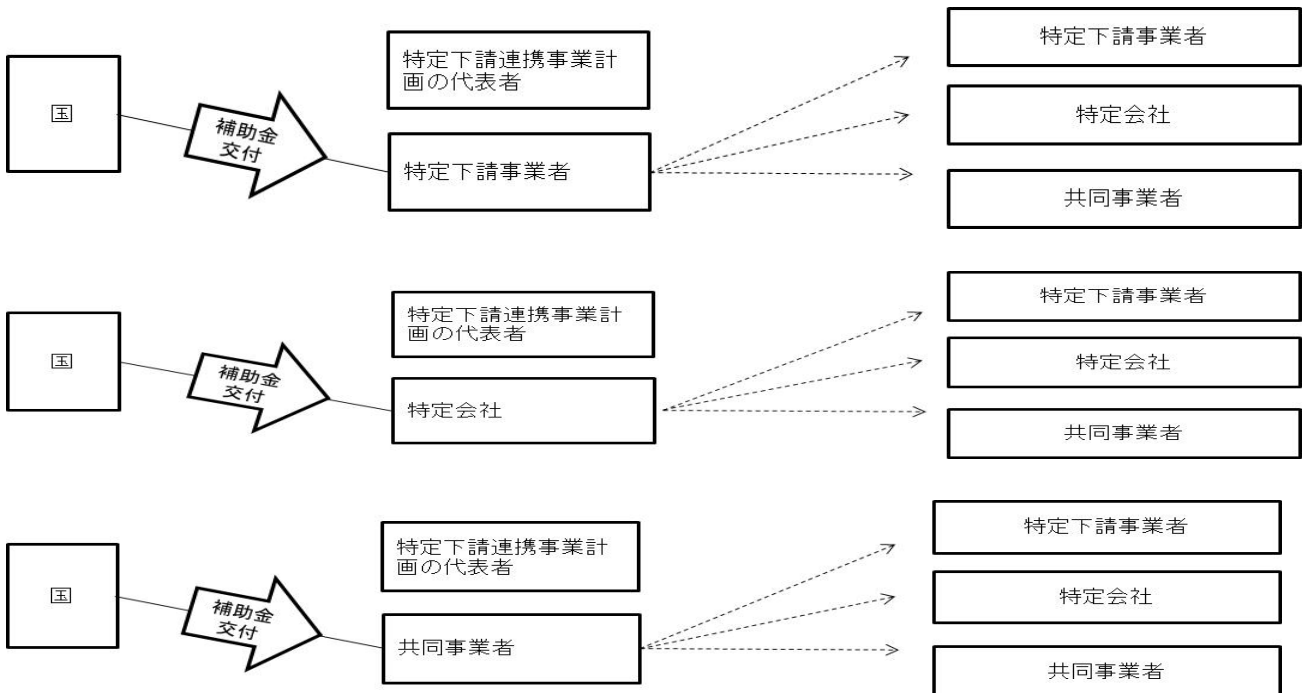 国
補助金
交付
特定下請連携事業計
画の代表者
特定下請事業者
特定下請事業者
特定会社
共同事業者
国
補助金
交付
特定下請連携事業計
画の代表者
特定会社
特定下請事業者
特定会社
共同事業者
国
補助金
交付
特定下請連携事業計
画の代表者
共同事業者
特定下請事業者
特定会社
共同事業者